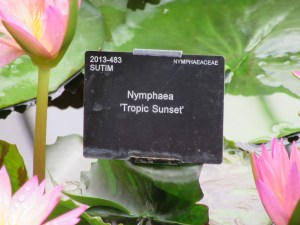 2013-483 NYMPHAEACEAE
SUTIM
Nymphaea
'Tropic Sunset'